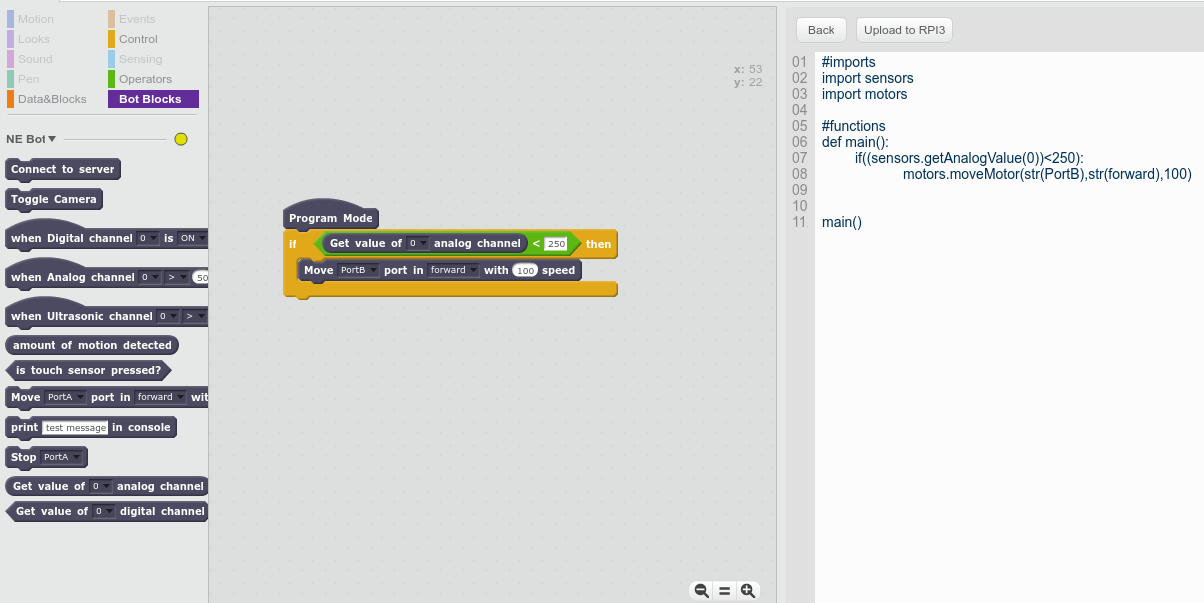 Motion
Events
Looks
Control
Sound
Sensing
Pen
Operators
Data&Blocks
Bot Blocks
NE Bot
Connect to server
Toggle Camera
when Digital channel 0 is ON
when Analog channel 0 > 50
when Ultrasonic channel 0 >
amount of motion detected
is touch sensor pressed?
Move PortA port in forward wit
print test message in console
Stop PortA
Get value of 0 analog channel
Get value of 0 digital channel
x: 53
y: 22
Program Mode
if Get value of 0 analog channel < 250 then
Move PortB port in forward with 100 speed
Back
Upload to RPI3
01 #imports
02 import sensors
03 import motors
04
05 #functions
06 def main():
07 if((sensors.getAnalogValue(0))<250):
08 motors.moveMotor(str(PortB),str(forward),100)
09
10
11 main()